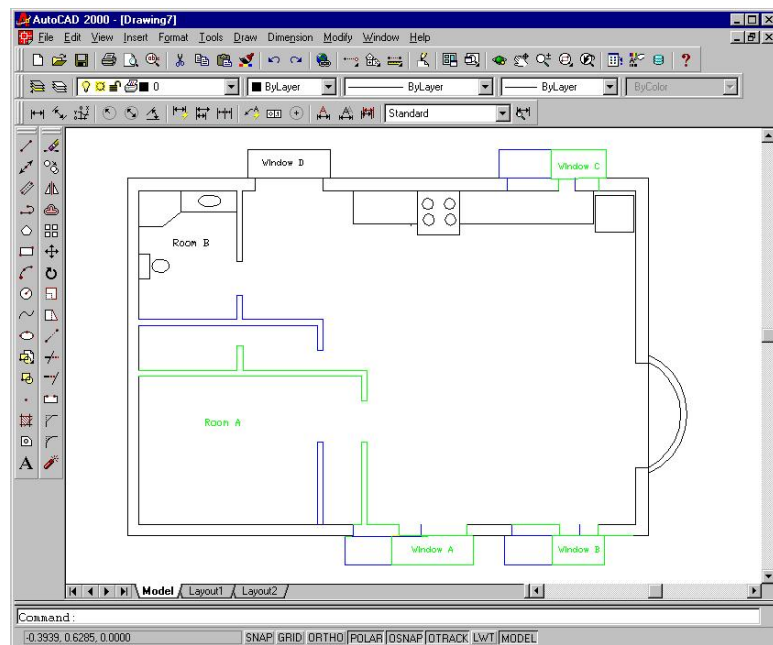 AutoCAD 2000 - [Drawing7]
File Edit View Insert Format Tools Draw Dimension Modify Window Help
0 ByLayer ByLayer ByLayer ByColor
Standard
Window D
Window C
Room B
Room A
Window A
Window B
Model Layout1 Layout2
Command:
-0.3939, 0.6285, 0.0000 SNAP GRID ORTHO POLAR OSNAP OTRACK LWT MODEL